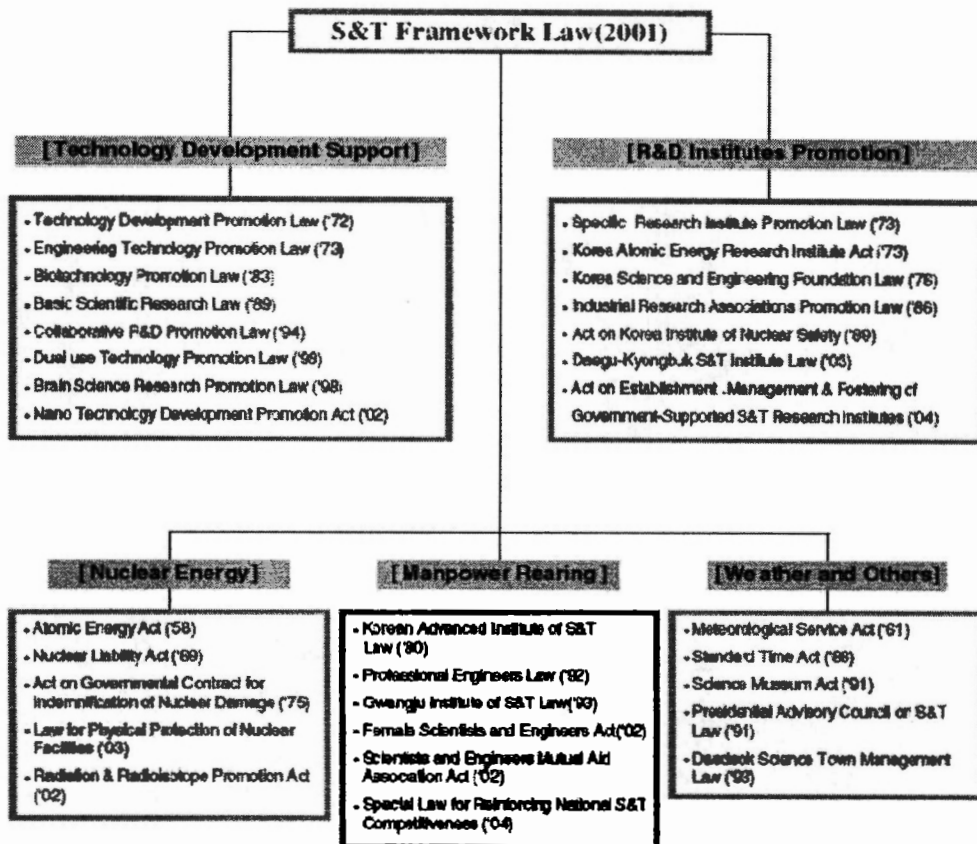 S&T Framework Law(2001)
[Technology Development Support]
- Technology Development Promotion Law ('72)
- Engineering Technology Promotion Law ('73)
- Biotechnology Promotion Law ('83)
- Basic Scientific Research Law ('89)
- Collaborative R&D Promotion Law ('94)
- Dual use Technology Promotion Law ('98)
- Brain Science Research Promotion Law ('98)
- Nano Technology Development Promotion Act ('02)
[R&D Institutes Promotion]
- Specific Research Institute Promotion Law ('73)
- Korea Atomic Energy Research Institute Act ('73)
- Korea Science and Engineering Foundation Law ('76)
- Industrial Research Associations Promotion Law ('86)
- Act on Korea Institute of Nuclear Safety ('89)
- Daegu-Kyongbuk S&T Institute Law ('03)
- Act on Establishment .Management & Fostering of
Government-Supported S&T Research Institutes ('04)
[Nuclear Energy]
- Atomic Energy Act ('58)
- Nuclear Liability Act ('69)
- Act on Governmental Contract for
Indemnification of Nuclear Damage ('75)
- Law for Physical Protection of Nuclear
Facilities ('03)
- Radiation & Radioisotope Promotion Act
('02)
[Manpower Rearing]
- Korean Advanced Institute of S&T
Law ('80)
- Professional Engineers Law ('92)
- Gwangju Institute of S&T Law('93)
- Female Scientists and Engineers Act('02)
- Scientists and Engineers Mutual Aid
Association Act ('02)
- Special Law for Reinforcing National S&T
Competitiveness ('04)
[Weather and Others]
- Meteorological Service Act ('61)
- Standard Time Act ('86)
- Science Museum Act ('91)
- Presidential Advisory Council on S&T
Law ('91)
- Daedeok Science Town Management
Law ('93)